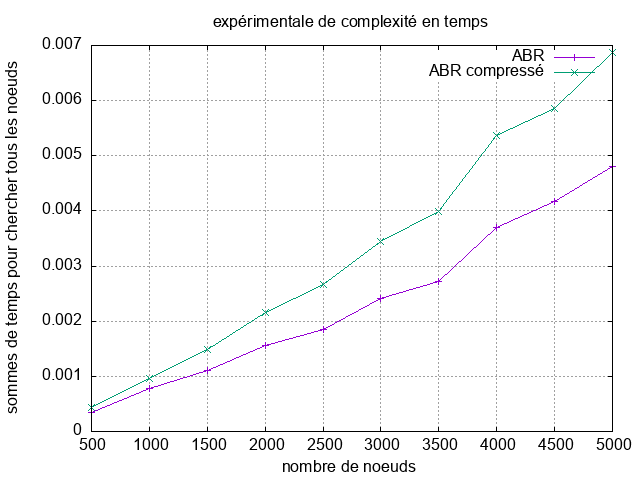 expérimentale de complexité en temps
ABR
ABR compressé
0.007
0.006
0.005
0.004
0.003
0.002
0.001
0
sommes de temps pour chercher tous les noeuds
500 1000 1500 2000 2500 3000 3500 4000 4500 5000
nombre de noeuds